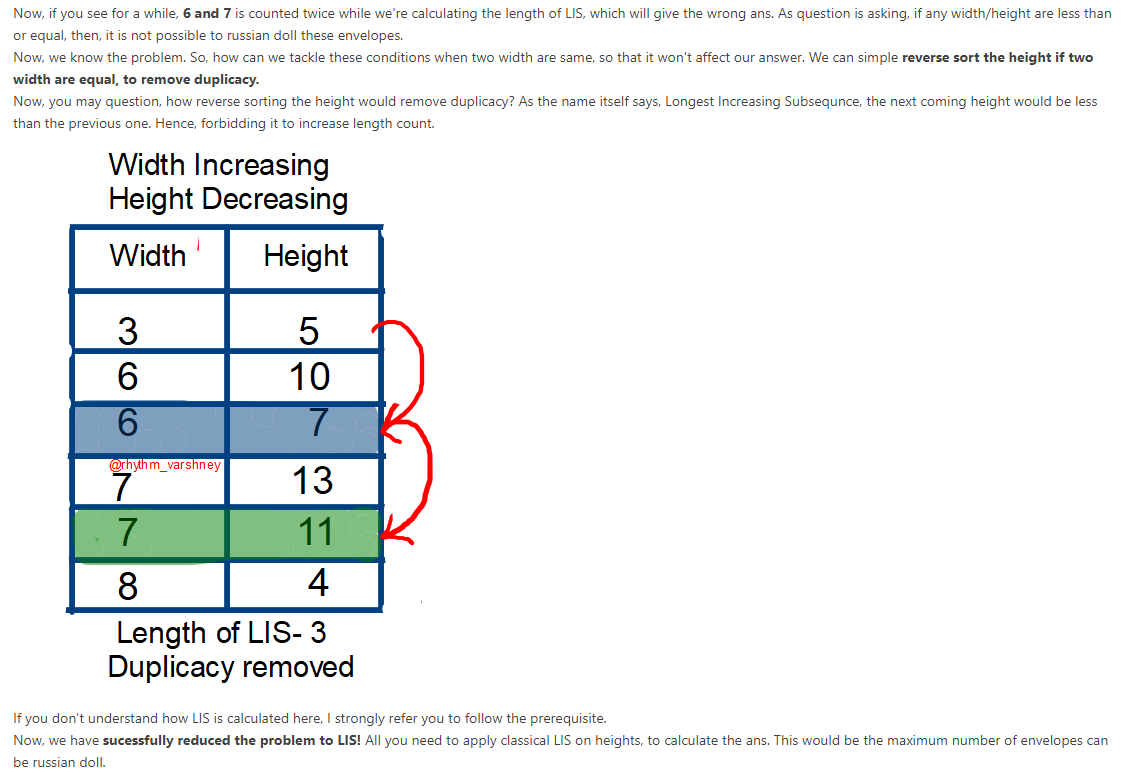 Now, if you see for a while, 6 and 7 is counted twice while we're calculating the length of LIS, which will give the wrong ans. As question is asking, if any width/height are less than
or equal, then, it is not possible to russian doll these envelopes.
Now, we know the problem. So, how can we tackle these conditions when two width are same, so that it won't affect our answer. We can simple reverse sort the height if two
width are equal, to remove duplicacy.
Now, you may question, how reverse sorting the height would remove duplicacy? As the name itself says, Longest Increasing Subsequnce, the next coming height would be less
than the previous one. Hence, forbidding it to increase length count.
Width Increasing
Height Decreasing
Width Height
3 5
6 10
6 7
@rhythm_varshney
7 13
7 11
8 4
Length of LIS- 3
Duplicacy removed
If you don't understand how LIS is calculated here, I strongly refer you to follow the prerequisite.
Now, we have sucessfully reduced the problem to LIS! All you need to apply classical LIS on heights, to calculate the ans. This would be the maximum number of envelopes can
be russian doll.